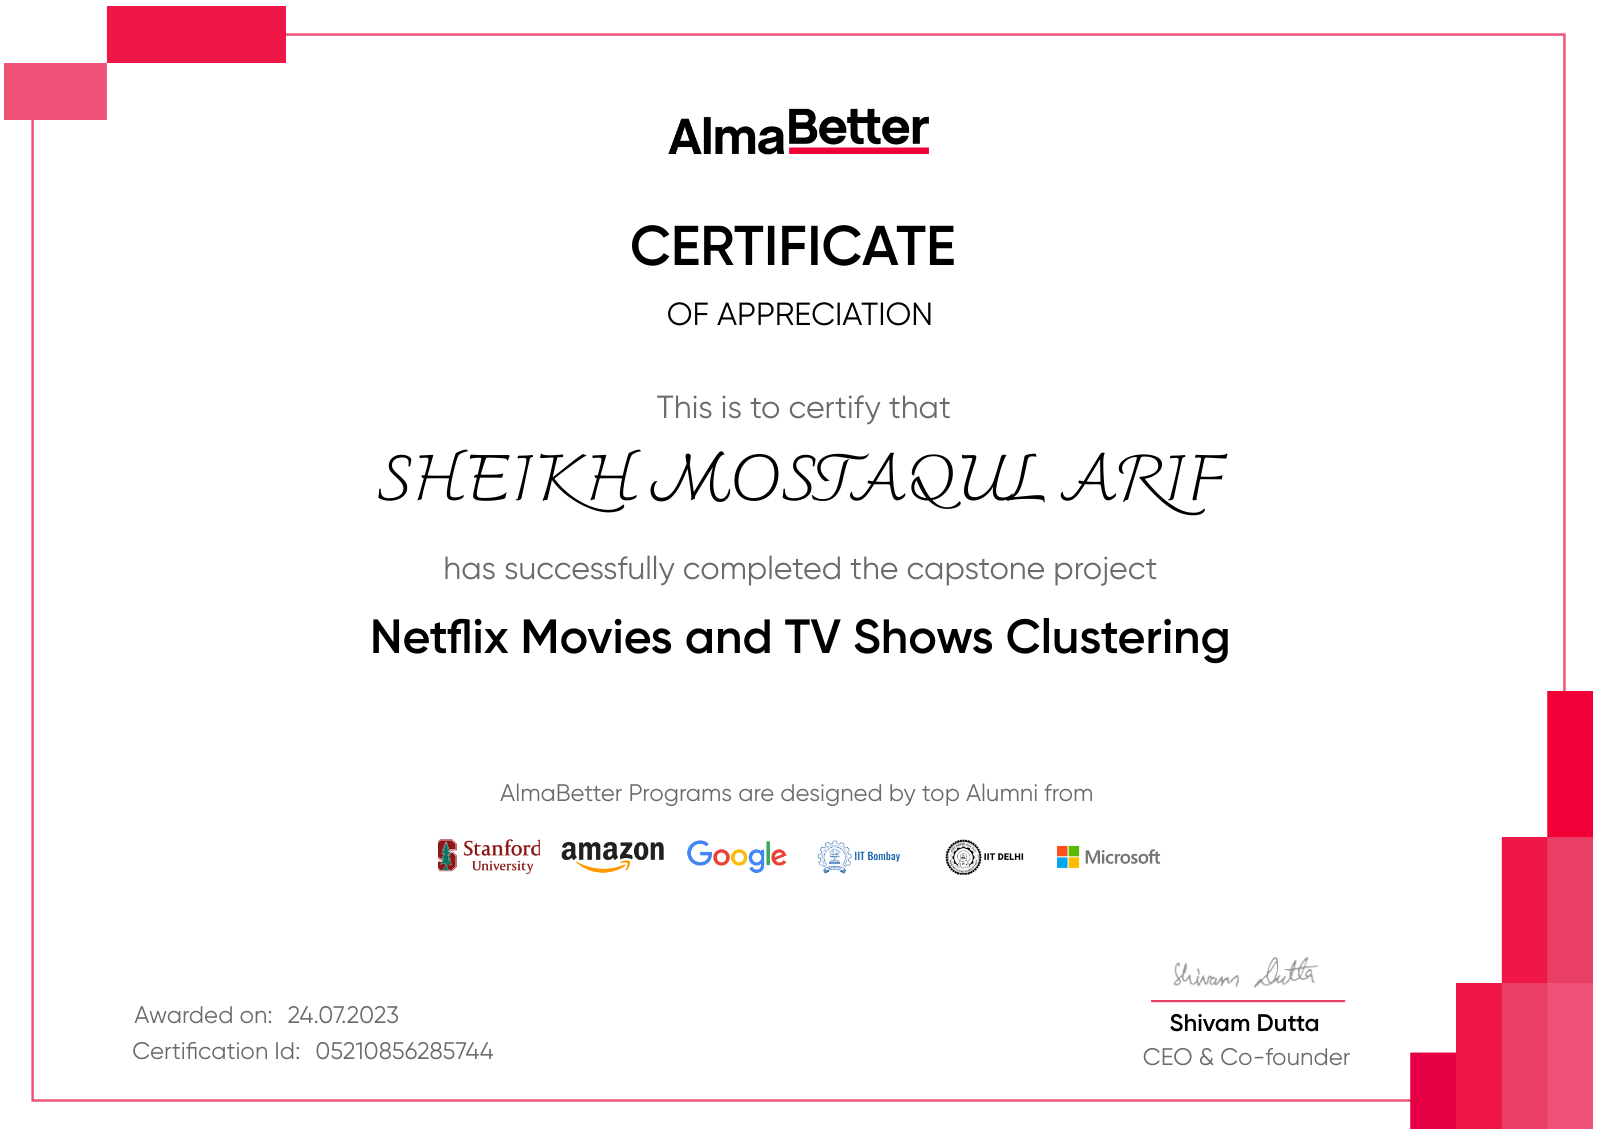 AlmaBetter
CERTIFICATE
OF APPRECIATION
This is to certify that
SHEIKH MOSTAQUL ARIF
has successfully completed the capstone project
Netflix Movies and TV Shows Clustering
AlmaBetter Programs are designed by top Alumni from
Stanford University amazon Google IIT Bombay IIT DELHI Microsoft
Shivam Dutta
Awarded on: 24.07.2023
Certification Id: 05210856285744
Shivam Dutta
CEO & Co-founder